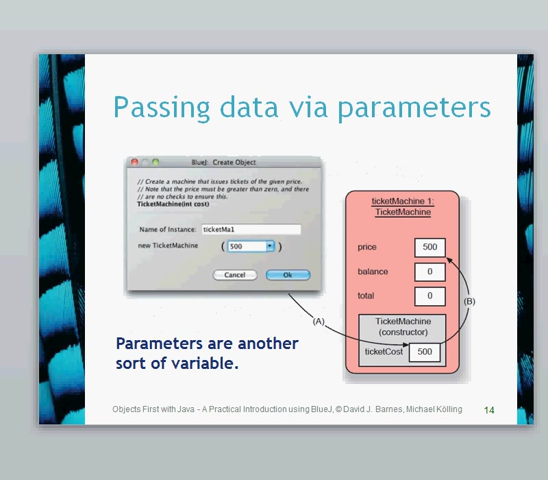 Passing data via parameters
BlueJ: Create Object
// Create a machine that issues tickets of the given price.
// Note that the price must be greater than zero, and there
// are no checks to ensure this.
TicketMachine(int cost)
Name of Instance: ticketMa1
new TicketMachine ( 500 )
Cancel Ok
ticketMachine 1:
TicketMachine
price 500
balance 0
total 0
(B)
(A)
TicketMachine
(constructor)
ticketCost 500
Parameters are another
sort of variable.
Objects First with Java - A Practical Introduction using BlueJ, © David J. Barnes, Michael Kölling
14